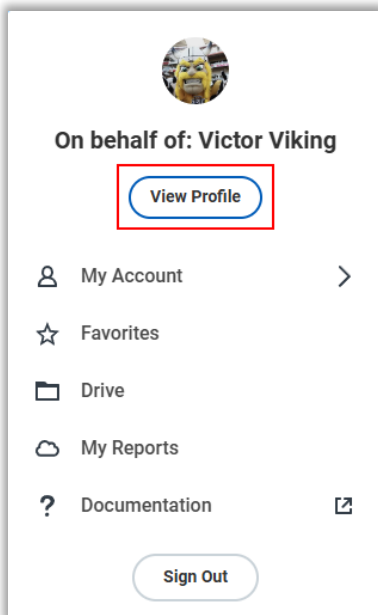 On behalf of: Victor Viking
View Profile
My Account
Favorites
Drive
My Reports
Documentation
Sign Out